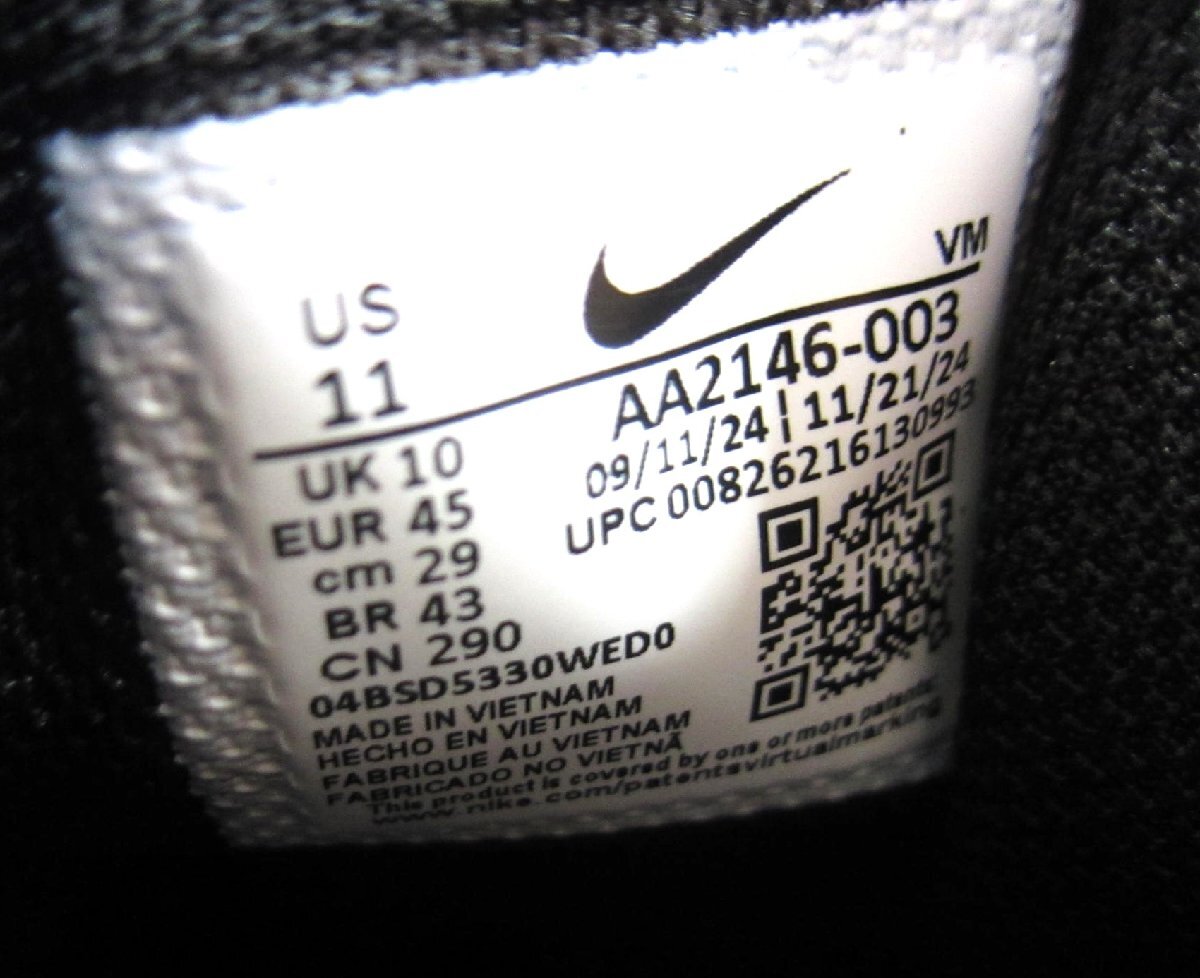 US
11
VM
AA2146-003
09/11/24 | 11/21/24
UPC 00826216130993
UK 10
EUR 45
cm 29
BR 43
CN 290
04BSD5330WED0
MADE IN VIETNAM
HECHO EN VIETNAM
FABRIQUE AU VIETNAM
FABRICADO NO VIETNÃ
This product is covered by one or more patents.
www.nike.com/patentsvirtualmarking